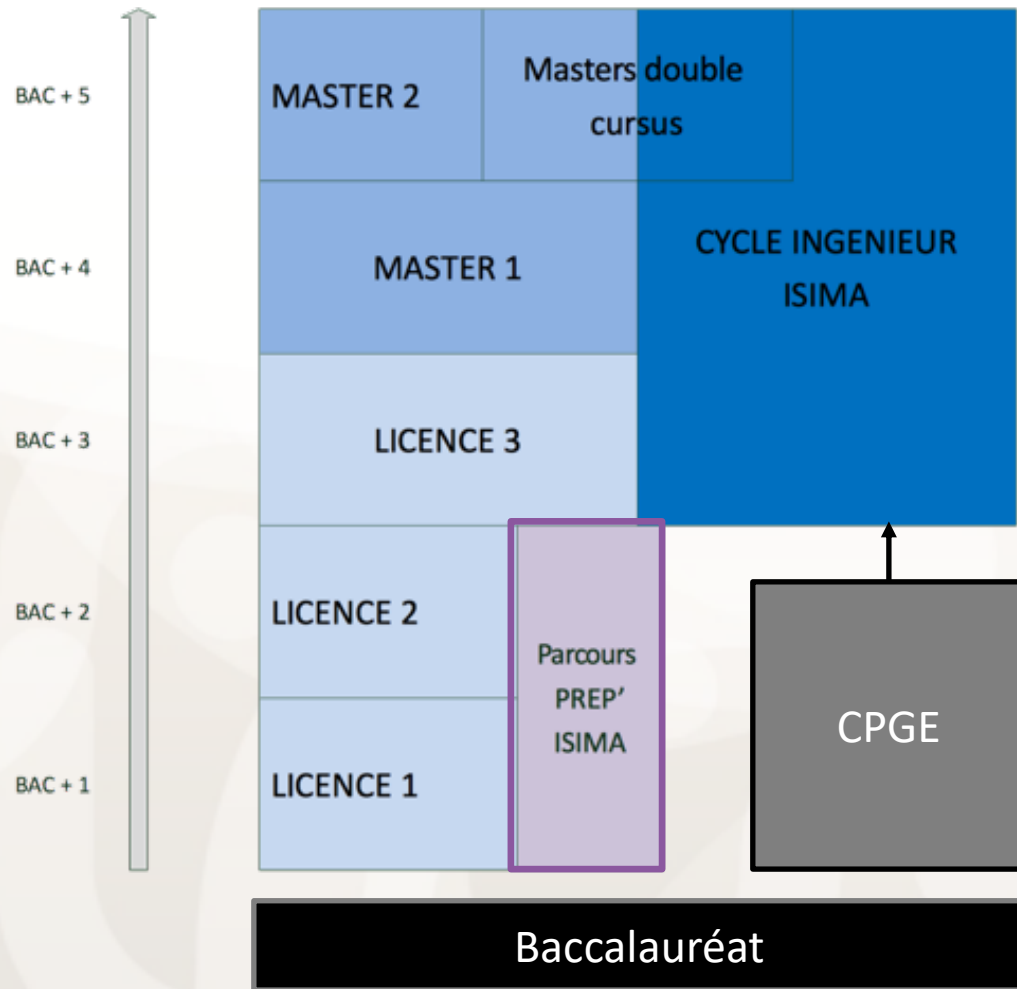 BAC + 5
MASTER 2
Masters double
cursus
BAC + 4
MASTER 1
CYCLE INGENIEUR
ISIMA
BAC + 3
LICENCE 3
BAC + 2
LICENCE 2
Parcours
PREP'
ISIMA
CPGE
BAC + 1
LICENCE 1
Baccalauréat